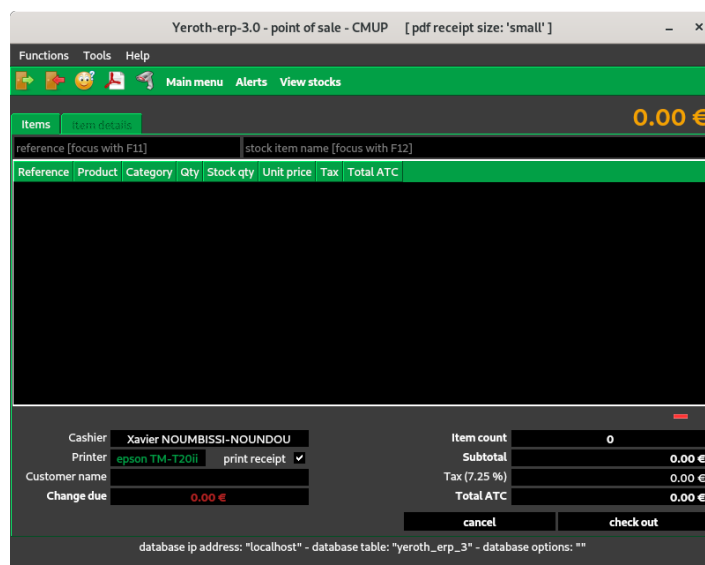 Yeroth-erp-3.0 - point of sale - CMUP [ pdf receipt size: 'small' ]
Functions Tools Help
Main menu Alerts View stocks
0.00 €
Items Item details
reference [focus with F11] stock item name [focus with F12]
Reference Product Category Qty Stock qty Unit price Tax Total ATC
Cashier Xavier NOUMBISSI-NOUNDOU Item count 0
Printer epson TM-T20ii print receipt Subtotal 0.00 €
Customer name Tax (7.25 %) 0.00 €
Change due 0.00 € Total ATC 0.00 €
cancel check out
database ip address: "localhost" - database table: "yeroth_erp_3" - database options: ""